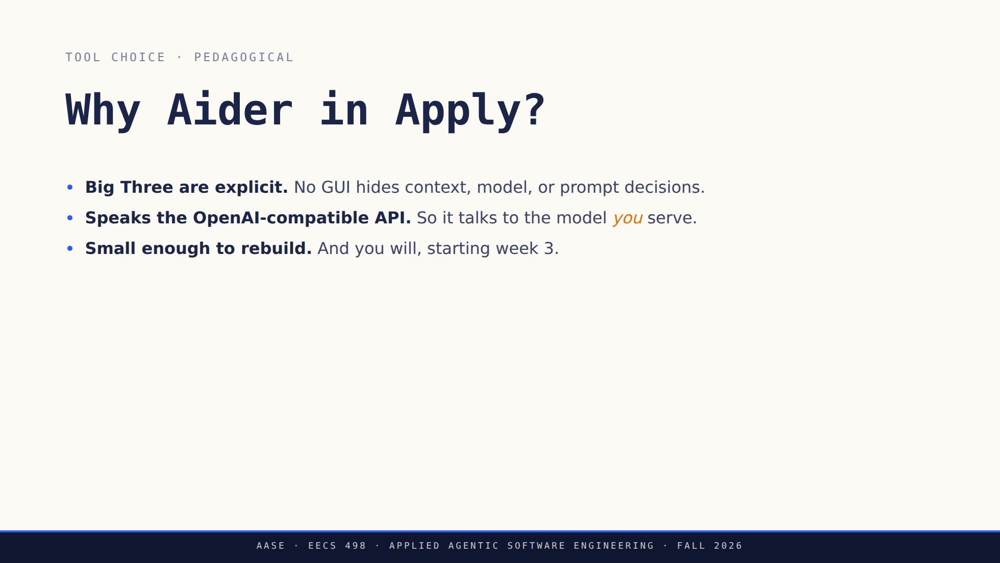 TOOL CHOICE · PEDAGOGICAL
Why Aider in Apply?
• Big Three are explicit. No GUI hides context, model, or prompt decisions.
• Speaks the OpenAI-compatible API. So it talks to the model you serve.
• Small enough to rebuild. And you will, starting week 3.
AASE · EECS 498 · APPLIED AGENTIC SOFTWARE ENGINEERING · FALL 2026